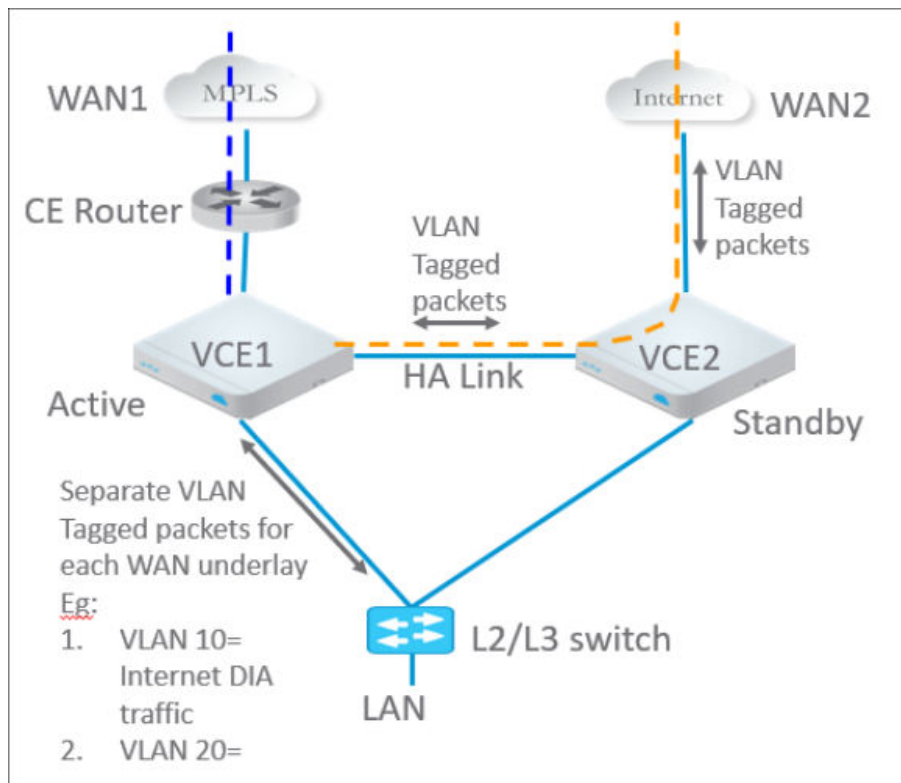 WAN1
MPLS
Internet
WAN2
CE Router
VLAN
Tagged
packets
VLAN
Tagged
packets
VCE1
VCE2
HA Link
Active
Standby
Separate VLAN
Tagged packets for
each WAN underlay
Eg:
1. VLAN 10=
Internet DIA
traffic
2. VLAN 20=
L2/L3 switch
LAN